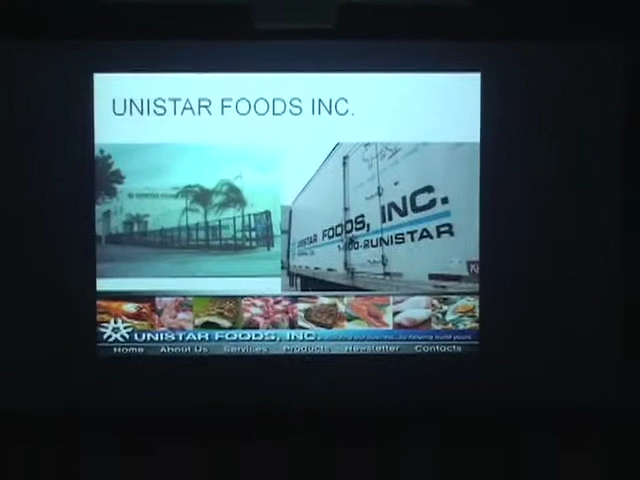 UNISTAR FOODS INC.
UNISTAR FOODS, INC.
1-800-2UNISTAR
UNISTAR FOODS, INC.
Home About Us Services Products Newsletter Contacts